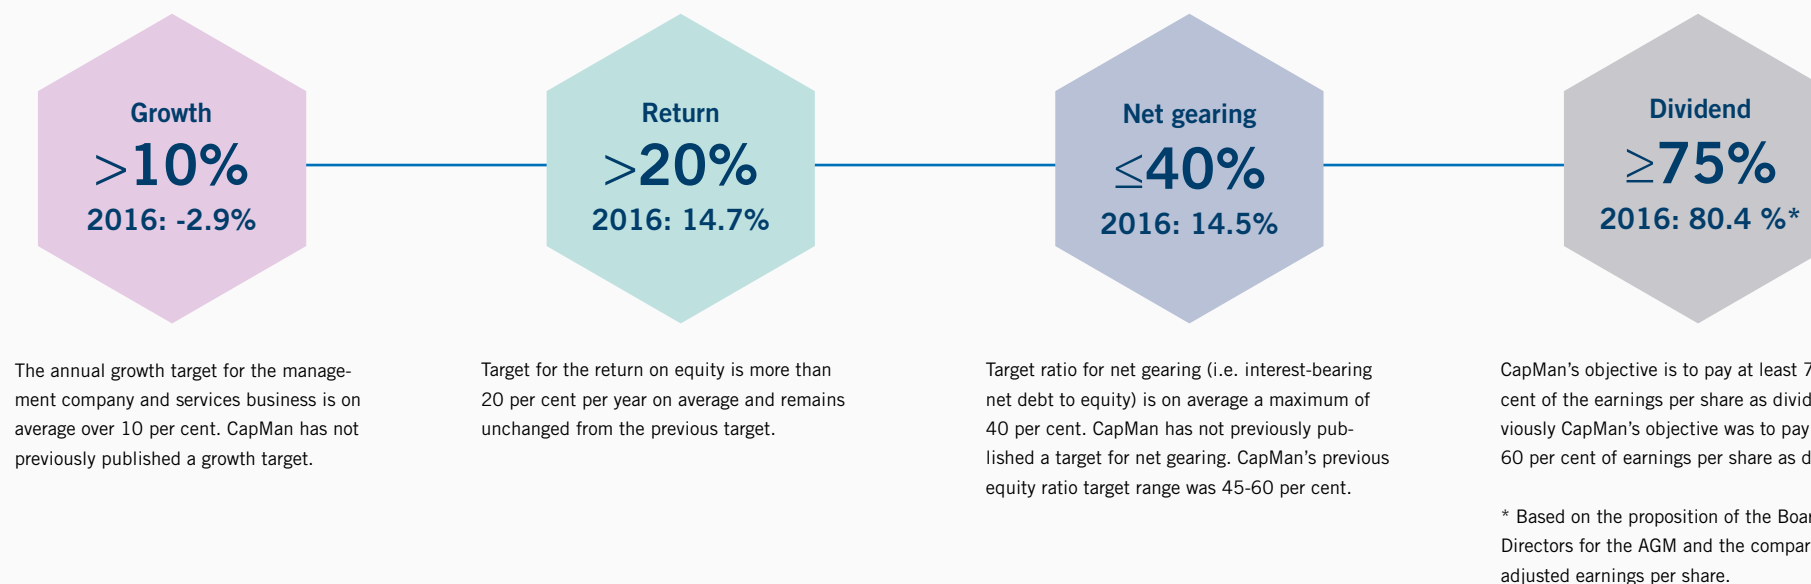 Growth
>10%
2016: -2.9%
The annual growth target for the manage-
ment company and services business is on
average over 10 per cent. CapMan has not
previously published a growth target.
Return
>20%
2016: 14.7%
Target for the return on equity is more than
20 per cent per year on average and remains
unchanged from the previous target.
Net gearing
≤40%
2016: 14.5%
Target ratio for net gearing (i.e. interest-bearing
net debt to equity) is on average a maximum of
40 per cent. CapMan has not previously pub-
lished a target for net gearing. CapMan's previous
equity ratio target range was 45-60 per cent.
Dividend
≥75%
2016: 80.4 %*
CapMan's objective is to pay at least
cent of the earnings per share as
viously CapMan's objective was to pay
60 per cent of earnings per share as
* Based on the proposition of the
Directors for the AGM and the
adjusted earnings per share.